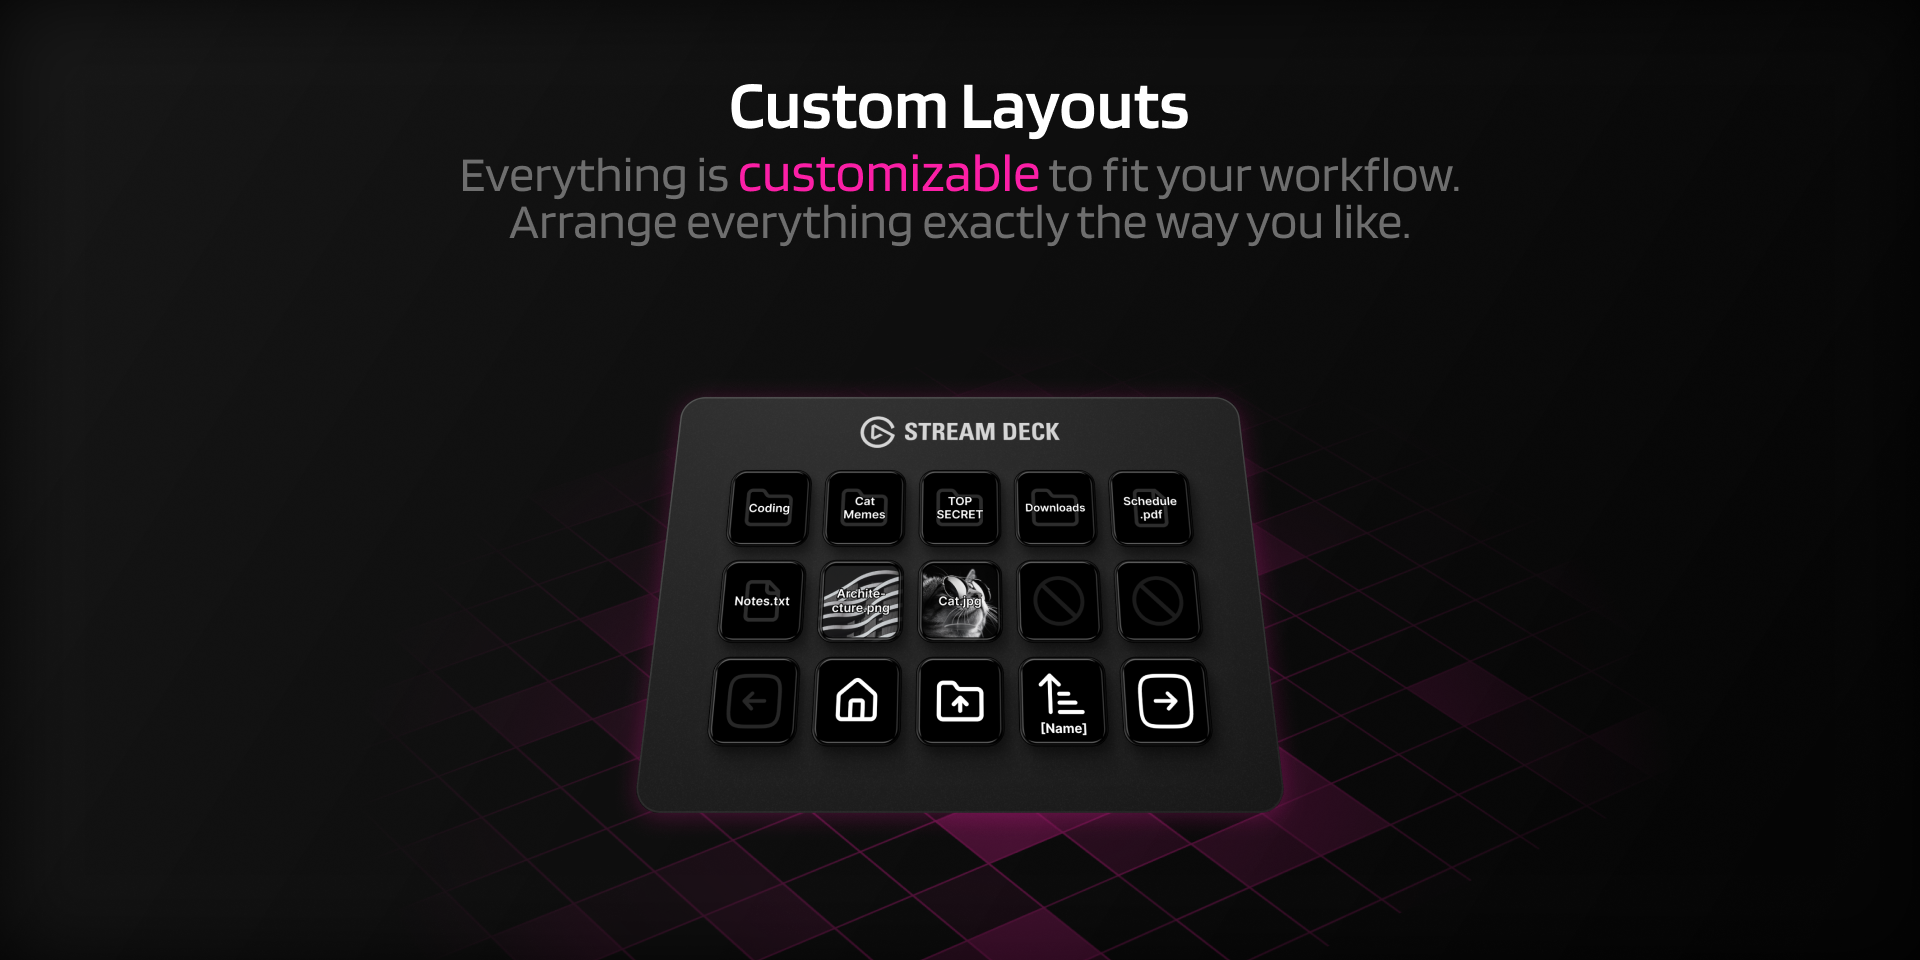 Custom Layouts
Everything is customizable to fit your workflow.
Arrange everything exactly the way you like.
STREAM DECK
Coding
Cat
Memes
TOP
SECRET
Downloads
Schedule
.pdf
Notes.txt
Archite-
cture.png
Cat.jpg
[Name]